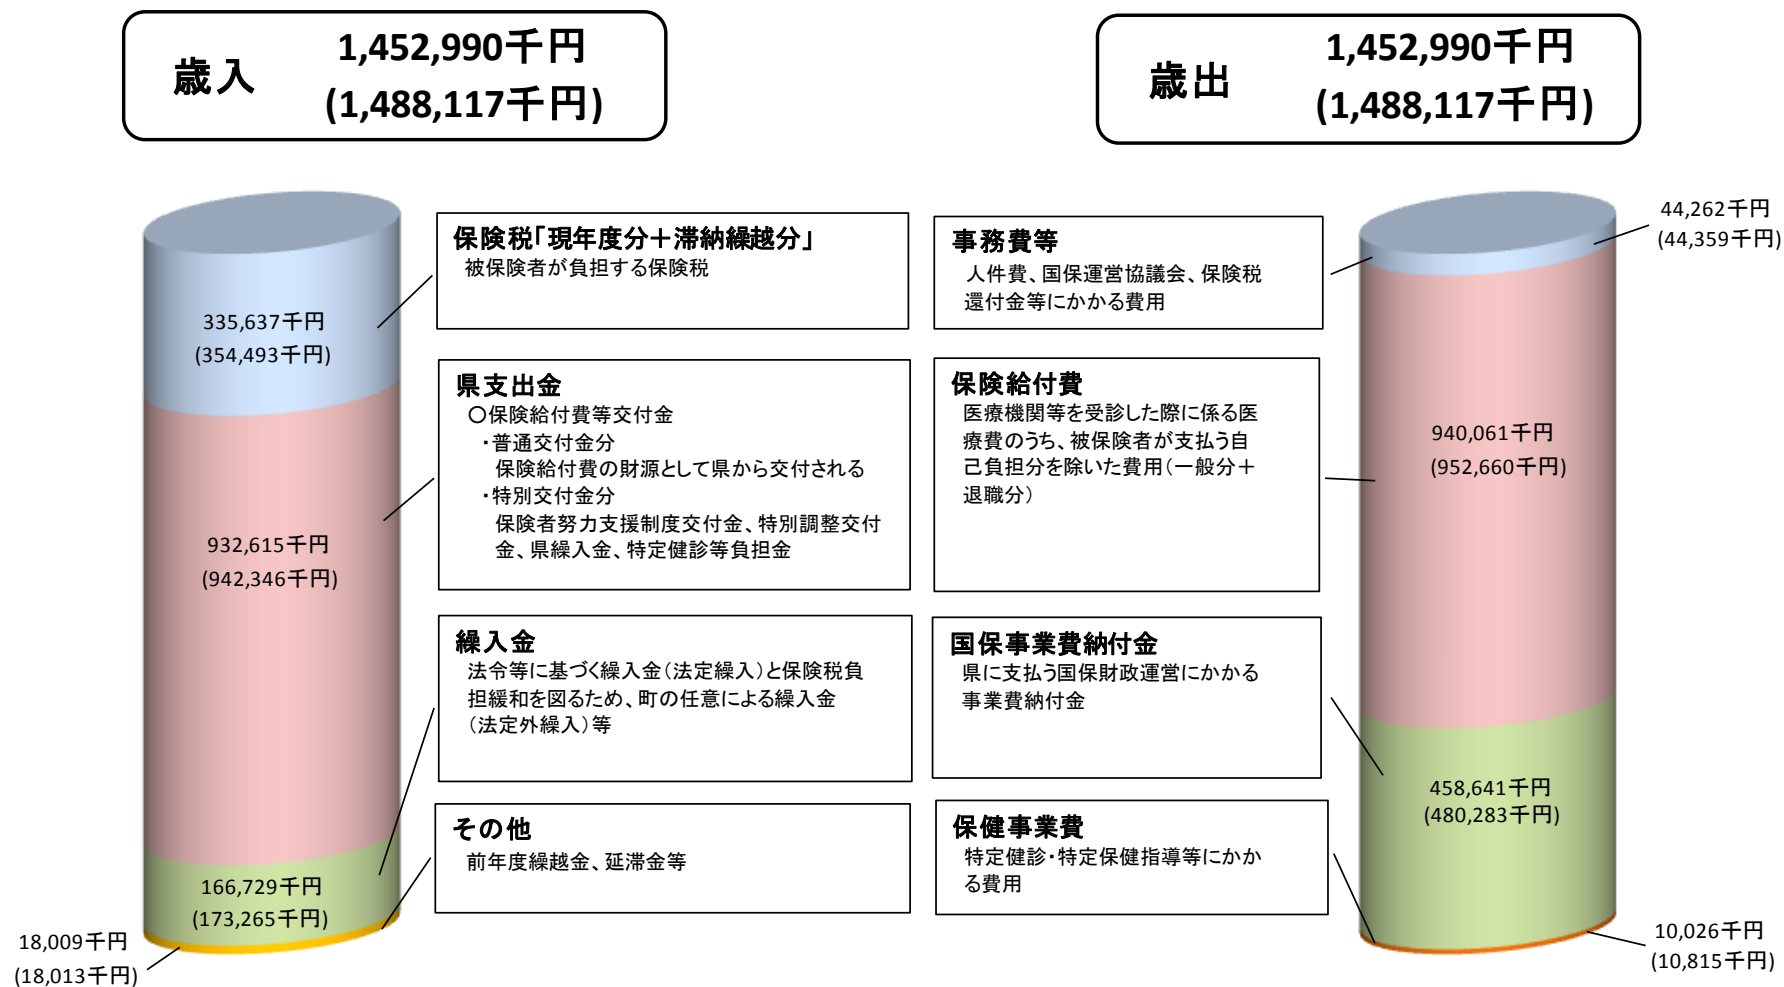 歳入
1,452,990千円
(1,488,117千円)
歳出
1,452,990千円
(1,488,117千円)
335,637千円
(354,493千円)
932,615千円
(942,346千円)
166,729千円
(173,265千円)
18,009千円
(18,013千円)
保険税「現年度分＋滞納繰越分」
被保険者が負担する保険税
県支出金
○保険給付費等交付金
・普通交付金分
保険給付費の財源として県から交付される
・特別交付金分
保険者努力支援制度交付金、特別調整交付
金、県繰入金、特定健診等負担金
繰入金
法令等に基づく繰入金（法定繰入）と保険税負
担緩和を図るため、町の任意による繰入金
（法定外繰入）等
その他
前年度繰越金、延滞金等
事務費等
人件費、国保運営協議会、保険税
還付金等にかかる費用
保険給付費
医療機関等を受診した際に係る医
療費のうち、被保険者が支払う自
己負担分を除いた費用（一般分＋
退職分）
国保事業費納付金
県に支払う国保財政運営にかかる
事業費納付金
保健事業費
特定健診・特定保健指導等にかか
る費用
44,262千円
(44,359千円)
940,061千円
(952,660千円)
458,641千円
(480,283千円)
10,026千円
(10,815千円)